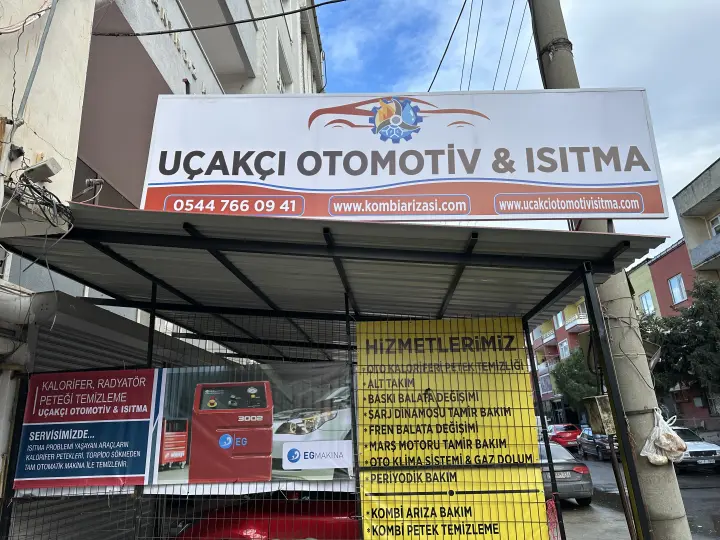 UÇAKÇI OTOMOTİV & ISITMA
0544 766 09 41
www.kombiarizasi.com
www.ucakciotomotivisitma.com
KALORİFER, RADYATÖR
PETEĞİ TEMİZLEME
UÇAKÇI OTOMOTİV & ISITMA
SERVİSİMİZDE...
ISITMA PROBLEM YAŞAYAN ARAÇLARIN
KALORİFER PETEKLERİ, TORPİDO SÖKMEDEN
TAM OTOMATİK MAKİNA İLE TEMİZLENİR.
3002
EG
EGMAKİNA
HİZMETLERİMİZ
OTO KALORİFERİ PETEK TEMİZLİĞİ
ALT TAKIM
BASKI BALATA DEĞİŞİMİ
ŞARJ DİNAMOSU TAMİR BAKIM
FREN BALATA DEĞİŞİMİ
MARŞ MOTORU TAMİR BAKIM
OTO KLİMA SİSTEMİ & GAZ DOLUM
PERİYODİK BAKIM
KOMBİ ARIZA BAKIM
KOMBİ PETEK TEMİZLEME